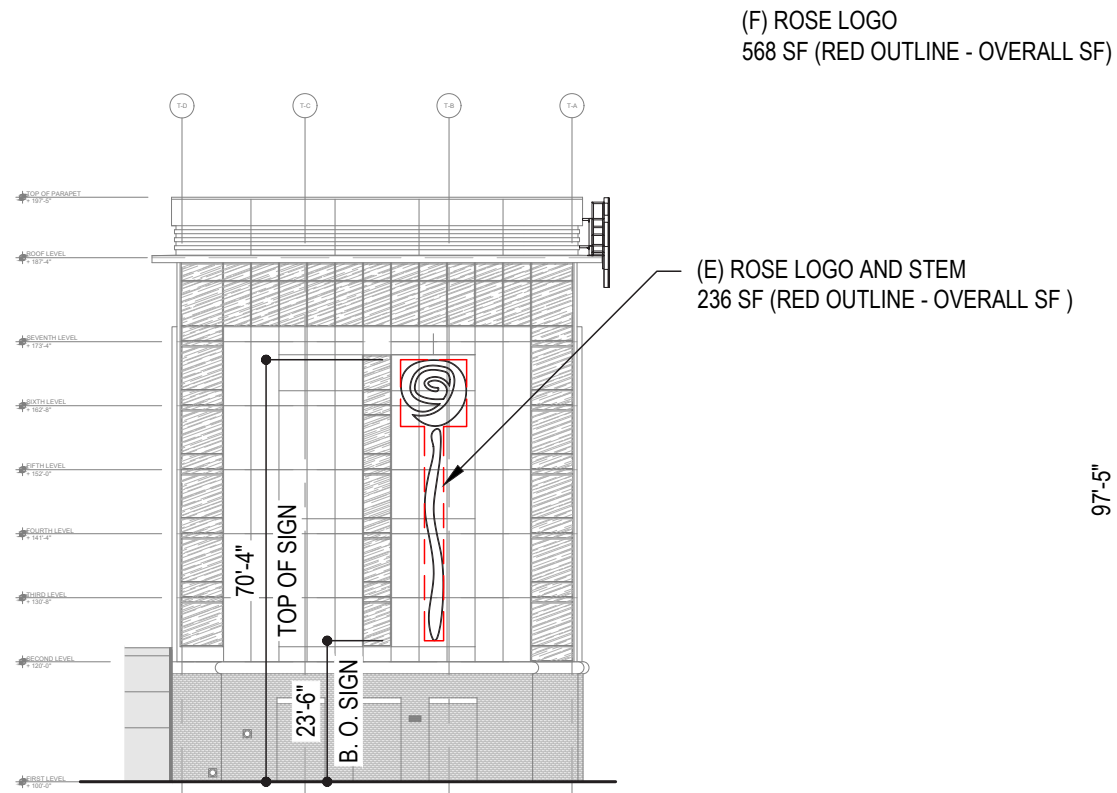 (F) ROSE LOGO
568 SF (RED OUTLINE - OVERALL SF)
T-D
T-C
T-B
T-A
TOP OF PARAPET
+ 197'-5"
ROOF LEVEL
+ 187'-4"
(E) ROSE LOGO AND STEM
236 SF (RED OUTLINE - OVERALL SF )
SEVENTH LEVEL
+ 173'-4"
SIXTH LEVEL
+ 162'-8"
FIFTH LEVEL
+ 152'-0"
97'-5"
FOURTH LEVEL
+ 141'-4"
70'-4"
TOP OF SIGN
THIRD LEVEL
+ 130'-8"
SECOND LEVEL
+ 120'-0"
23'-6"
B. O. SIGN
FIRST LEVEL
+ 100'-0"